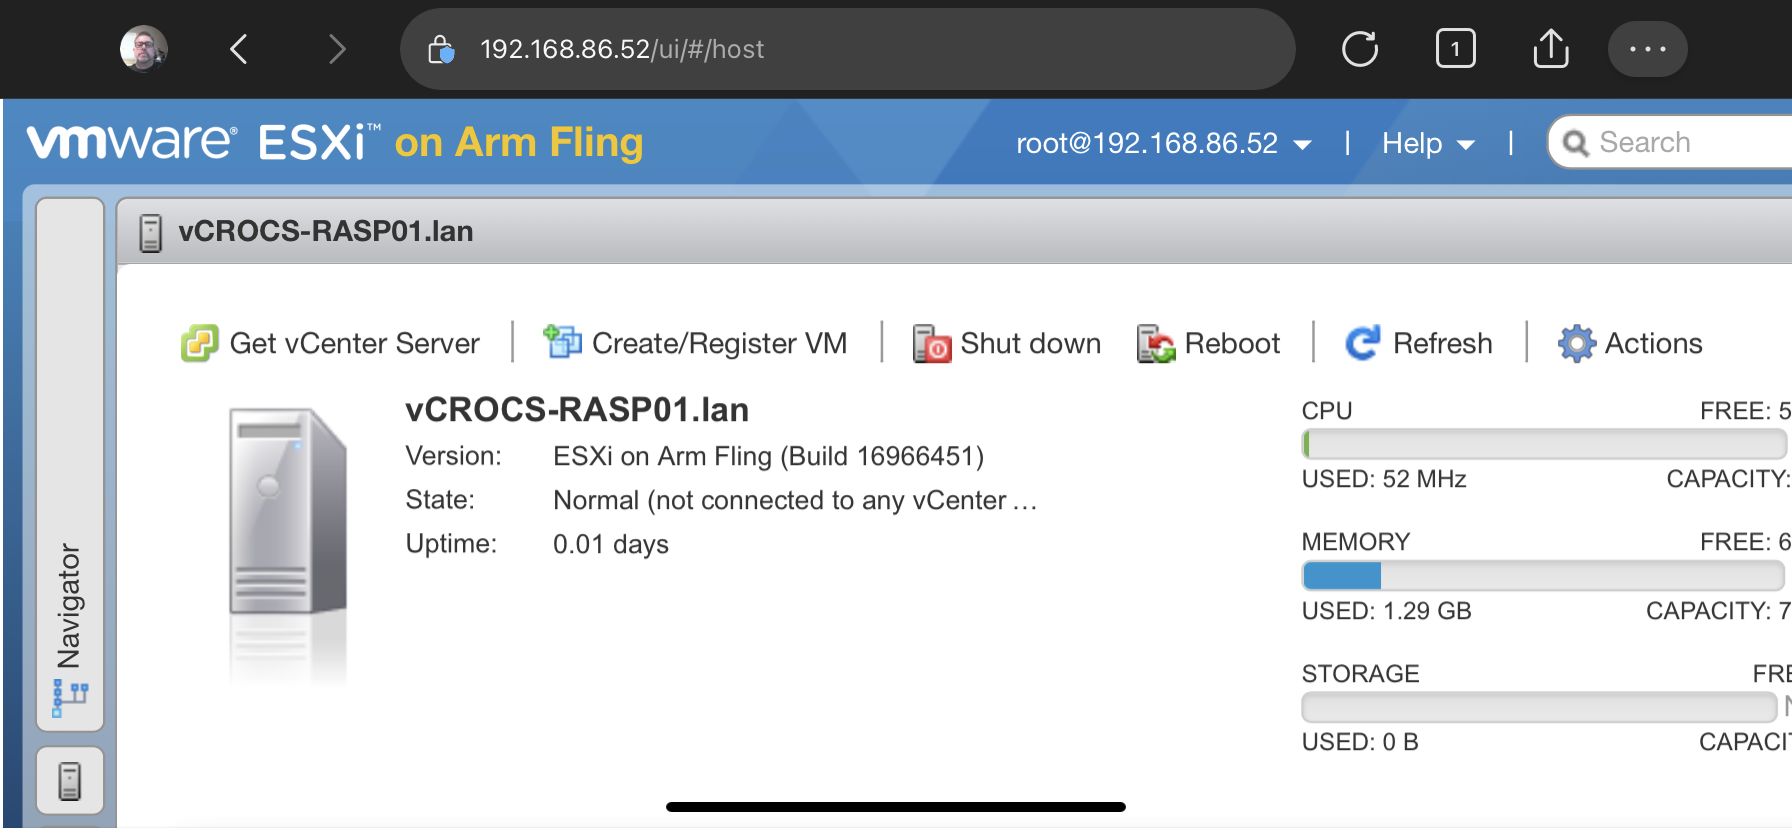 192.168.86.52/ui/#/host
1
vmware® ESXi™ on Arm Fling
root@192.168.86.52 | Help | Search
vCROCS-RASP01.lan
Get vCenter Server | Create/Register VM | Shut down Reboot | Refresh | Actions
vCROCS-RASP01.lan
Version: ESXi on Arm Fling (Build 16966451)
State: Normal (not connected to any vCenter ...
Uptime: 0.01 days
CPU FREE: 5
USED: 52 MHz CAPACITY:
MEMORY FREE: 6
USED: 1.29 GB CAPACITY: 7
STORAGE FRE
USED: 0 B CAPACI
Navigator